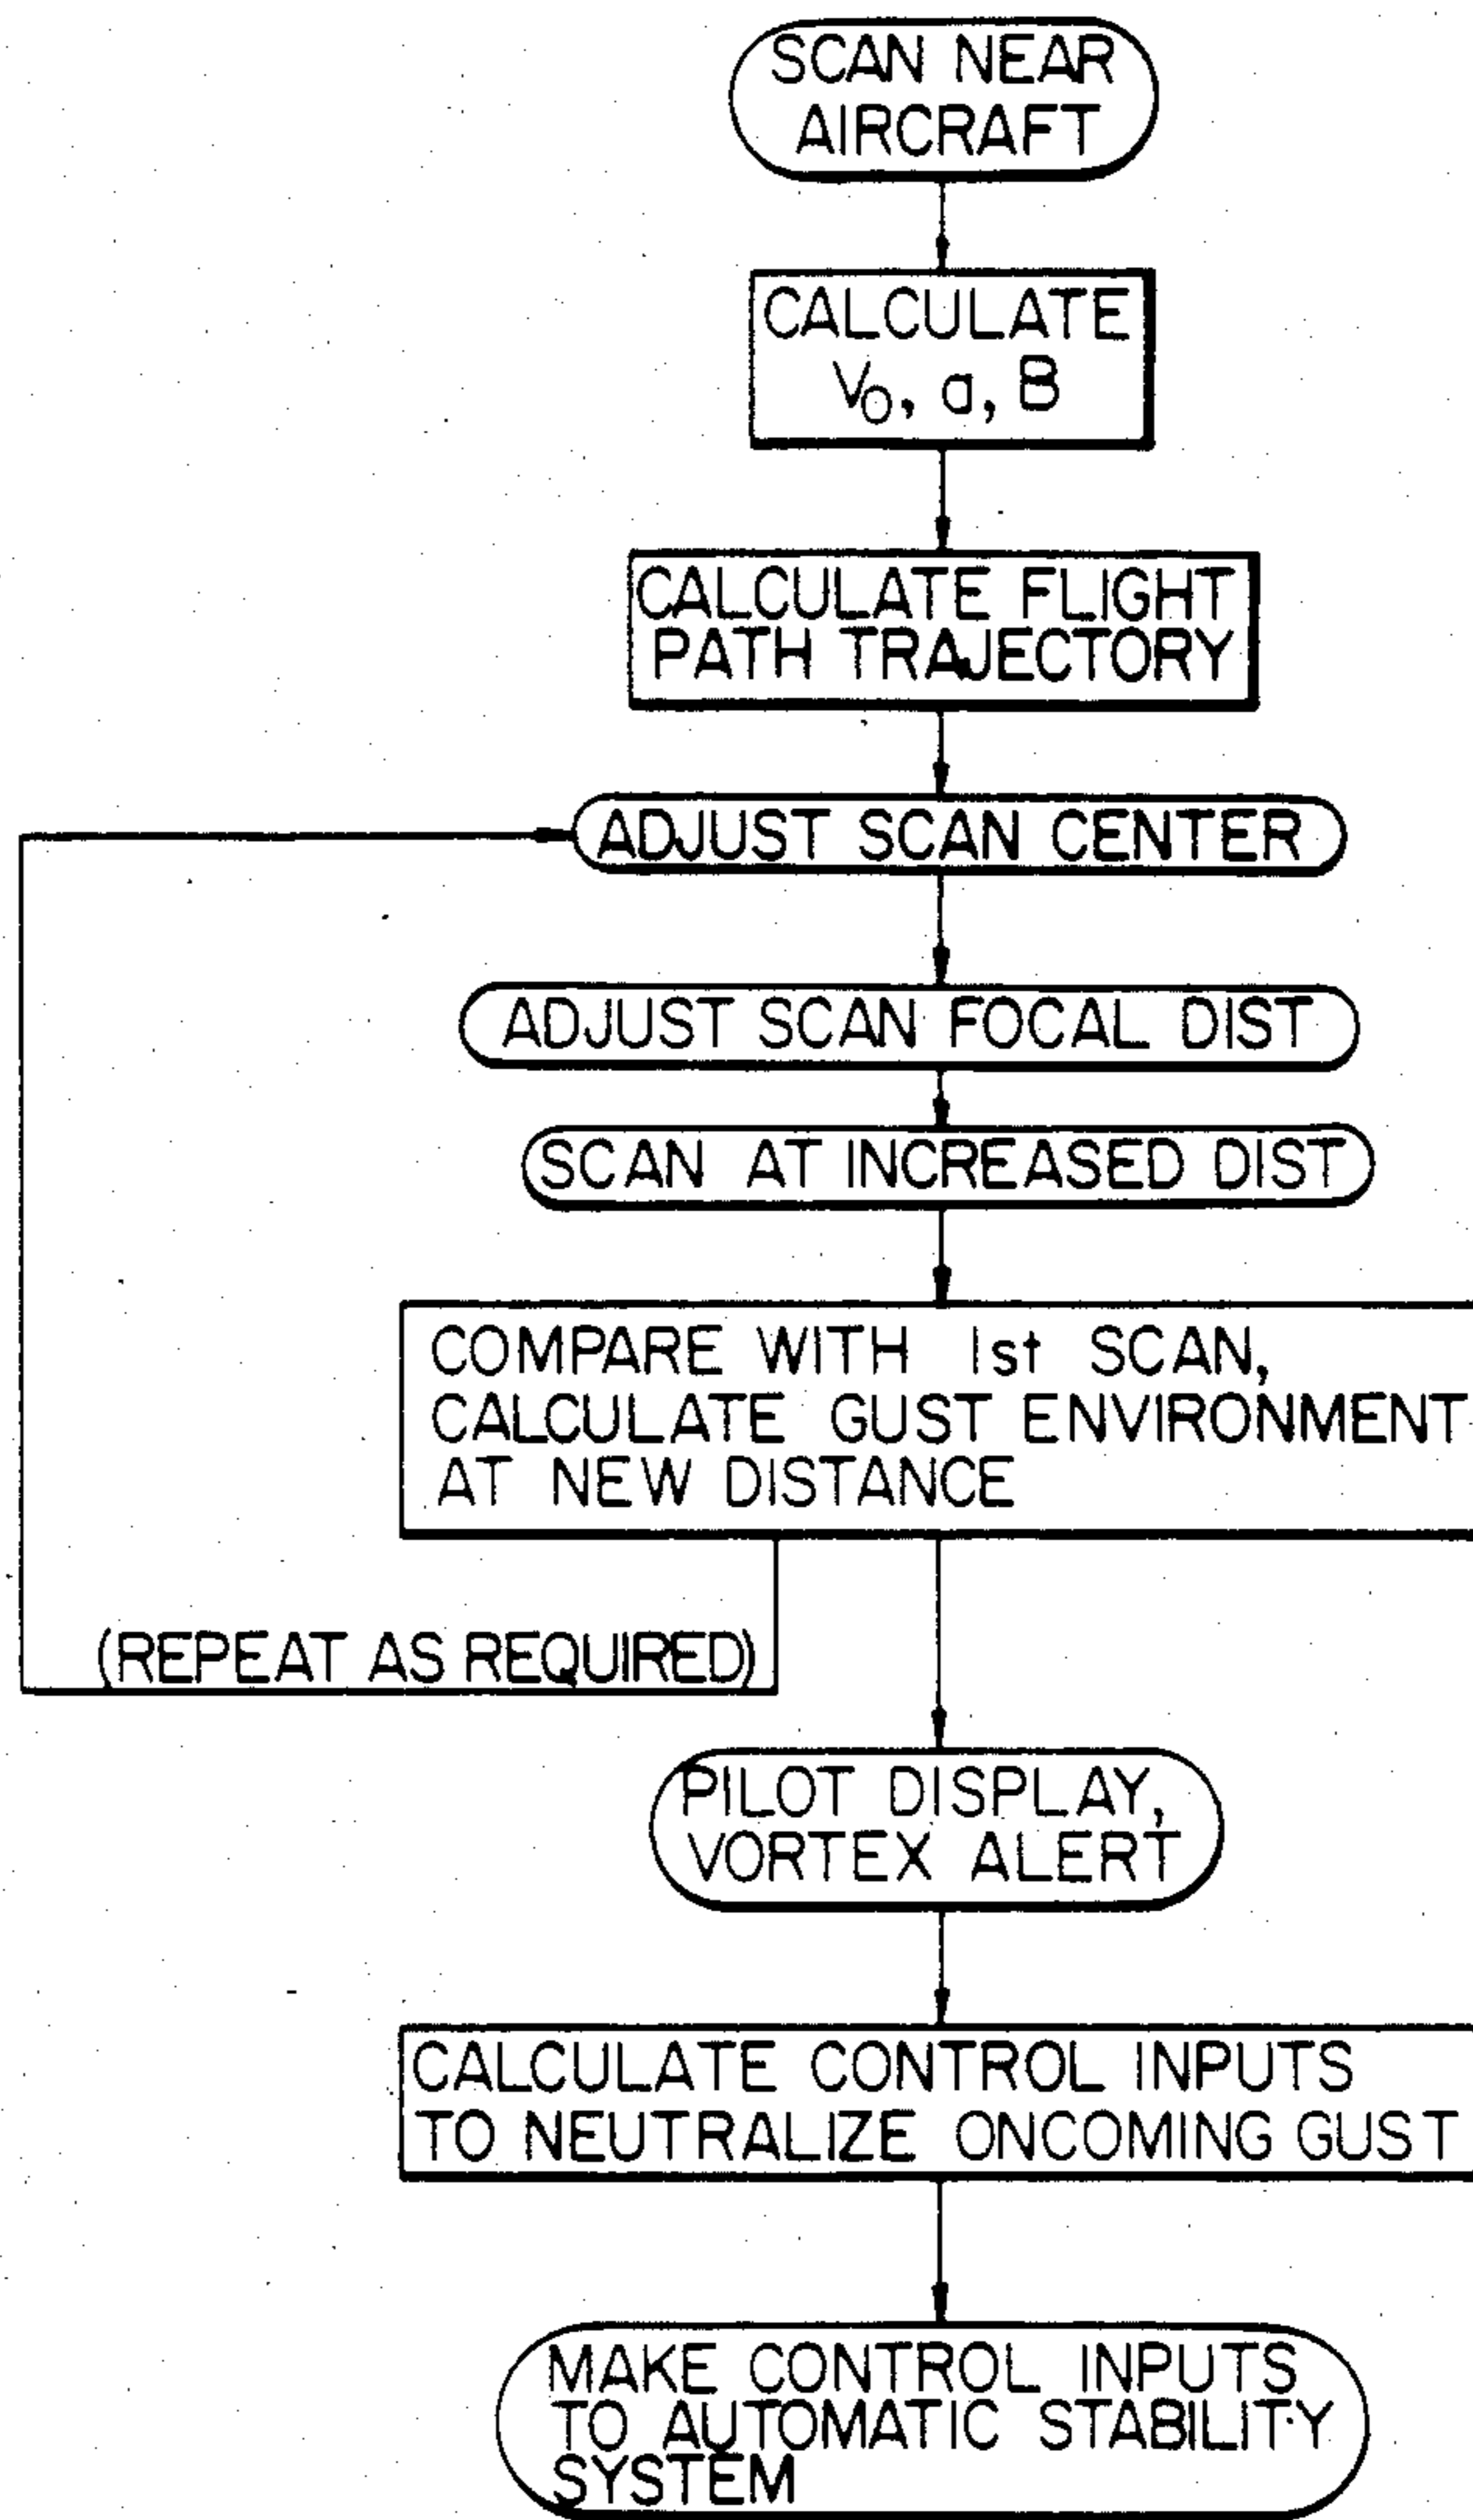 SCAN NEAR
AIRCRAFT
CALCULATE
V₀, a, B
CALCULATE FLIGHT
PATH TRAJECTORY
ADJUST SCAN CENTER
ADJUST SCAN FOCAL DIST
SCAN AT INCREASED DIST
COMPARE WITH 1st SCAN,
CALCULATE GUST ENVIRONMENT
AT NEW DISTANCE
(REPEAT AS REQUIRED)
PILOT DISPLAY,
VORTEX ALERT
CALCULATE CONTROL INPUTS
TO NEUTRALIZE ONCOMING GUST
MAKE CONTROL INPUTS
TO AUTOMATIC STABILITY
SYSTEM